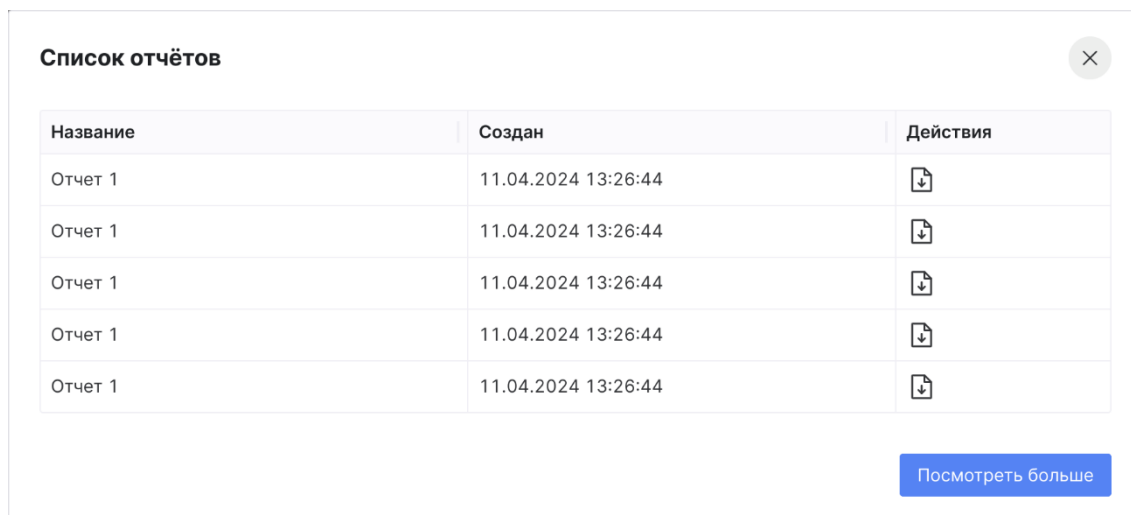 Список отчётов
Название Создан Действия
Отчет 1 11.04.2024 13:26:44
Отчет 1 11.04.2024 13:26:44
Отчет 1 11.04.2024 13:26:44
Отчет 1 11.04.2024 13:26:44
Отчет 1 11.04.2024 13:26:44
Посмотреть больше